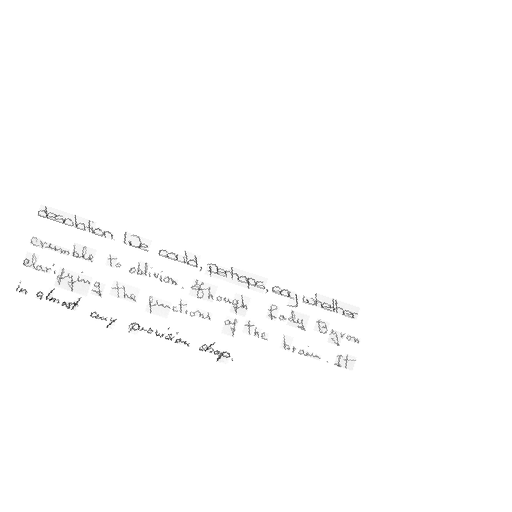 desolation We could, perhaps, say whether
crumble to oblivion. Though Lady Byron
clarifying the functions of the brain. It
in almost any provision shop.